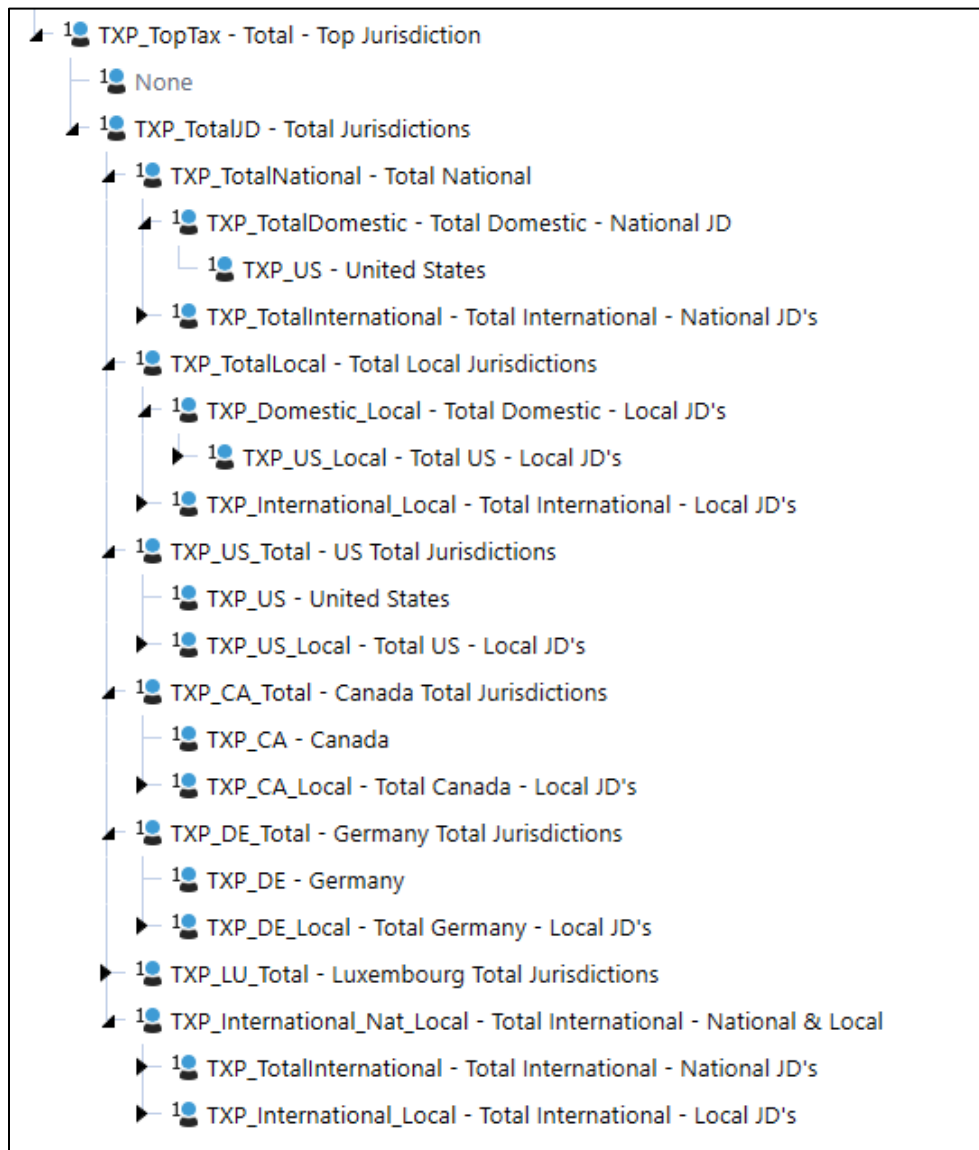 TXP_TopTax - Total - Top Jurisdiction
None
TXP_TotalJD - Total Jurisdictions
TXP_TotalNational - Total National
TXP_TotalDomestic - Total Domestic - National JD
TXP_US - United States
TXP_TotalInternational - Total International - National JD's
TXP_TotalLocal - Total Local Jurisdictions
TXP_Domestic_Local - Total Domestic - Local JD's
TXP_US_Local - Total US - Local JD's
TXP_International_Local - Total International - Local JD's
TXP_US_Total - US Total Jurisdictions
TXP_US - United States
TXP_US_Local - Total US - Local JD's
TXP_CA_Total - Canada Total Jurisdictions
TXP_CA - Canada
TXP_CA_Local - Total Canada - Local JD's
TXP_DE_Total - Germany Total Jurisdictions
TXP_DE - Germany
TXP_DE_Local - Total Germany - Local JD's
TXP_LU_Total - Luxembourg Total Jurisdictions
TXP_International_Nat_Local - Total International - National & Local
TXP_TotalInternational - Total International - National JD's
TXP_International_Local - Total International - Local JD's